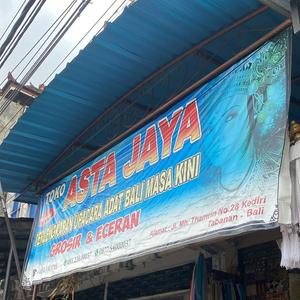 TOKO ASTA JAYA
PERLENGKAPAN UPACARA ADAT BALI MASA KINI
GROSIR & ECERAN
Alamat : Jl. Mh. Thamrin No.28 Kediri
Tabanan - Bali